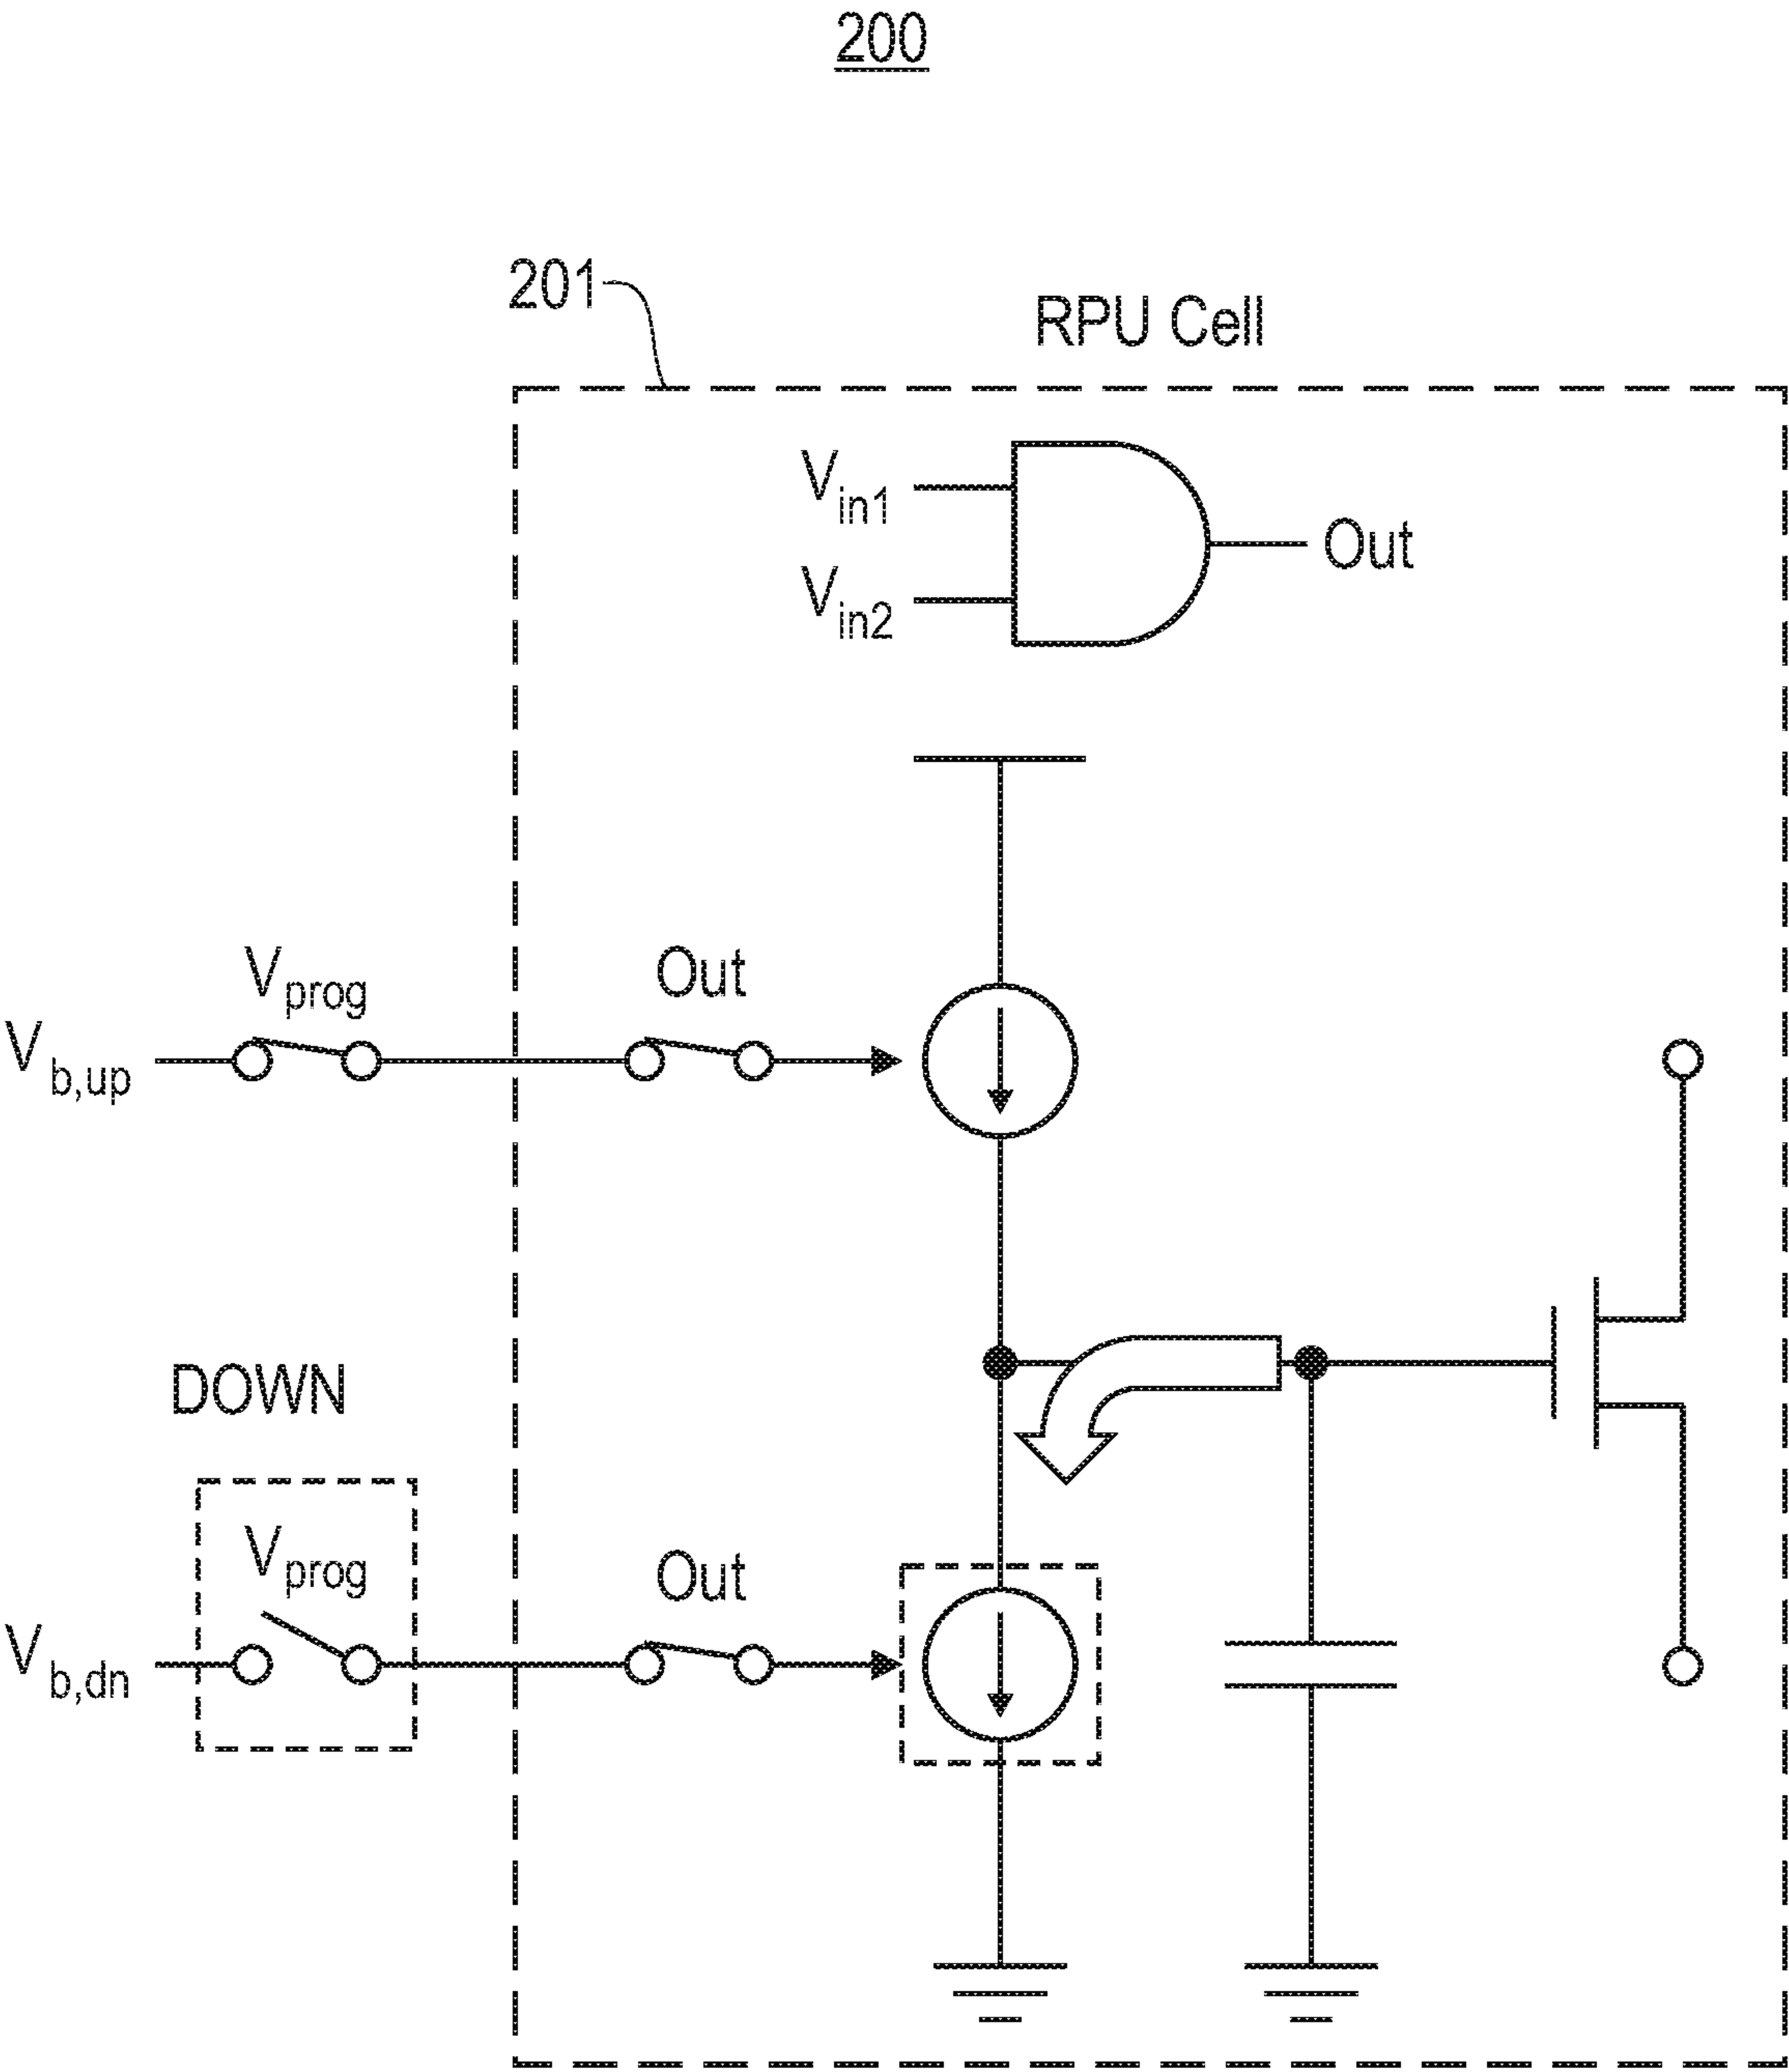 200
201
RPU Cell
Vin1
Out
Vin2
Vprog
Out
Vb,up
DOWN
Vprog
Out
Vb,dn